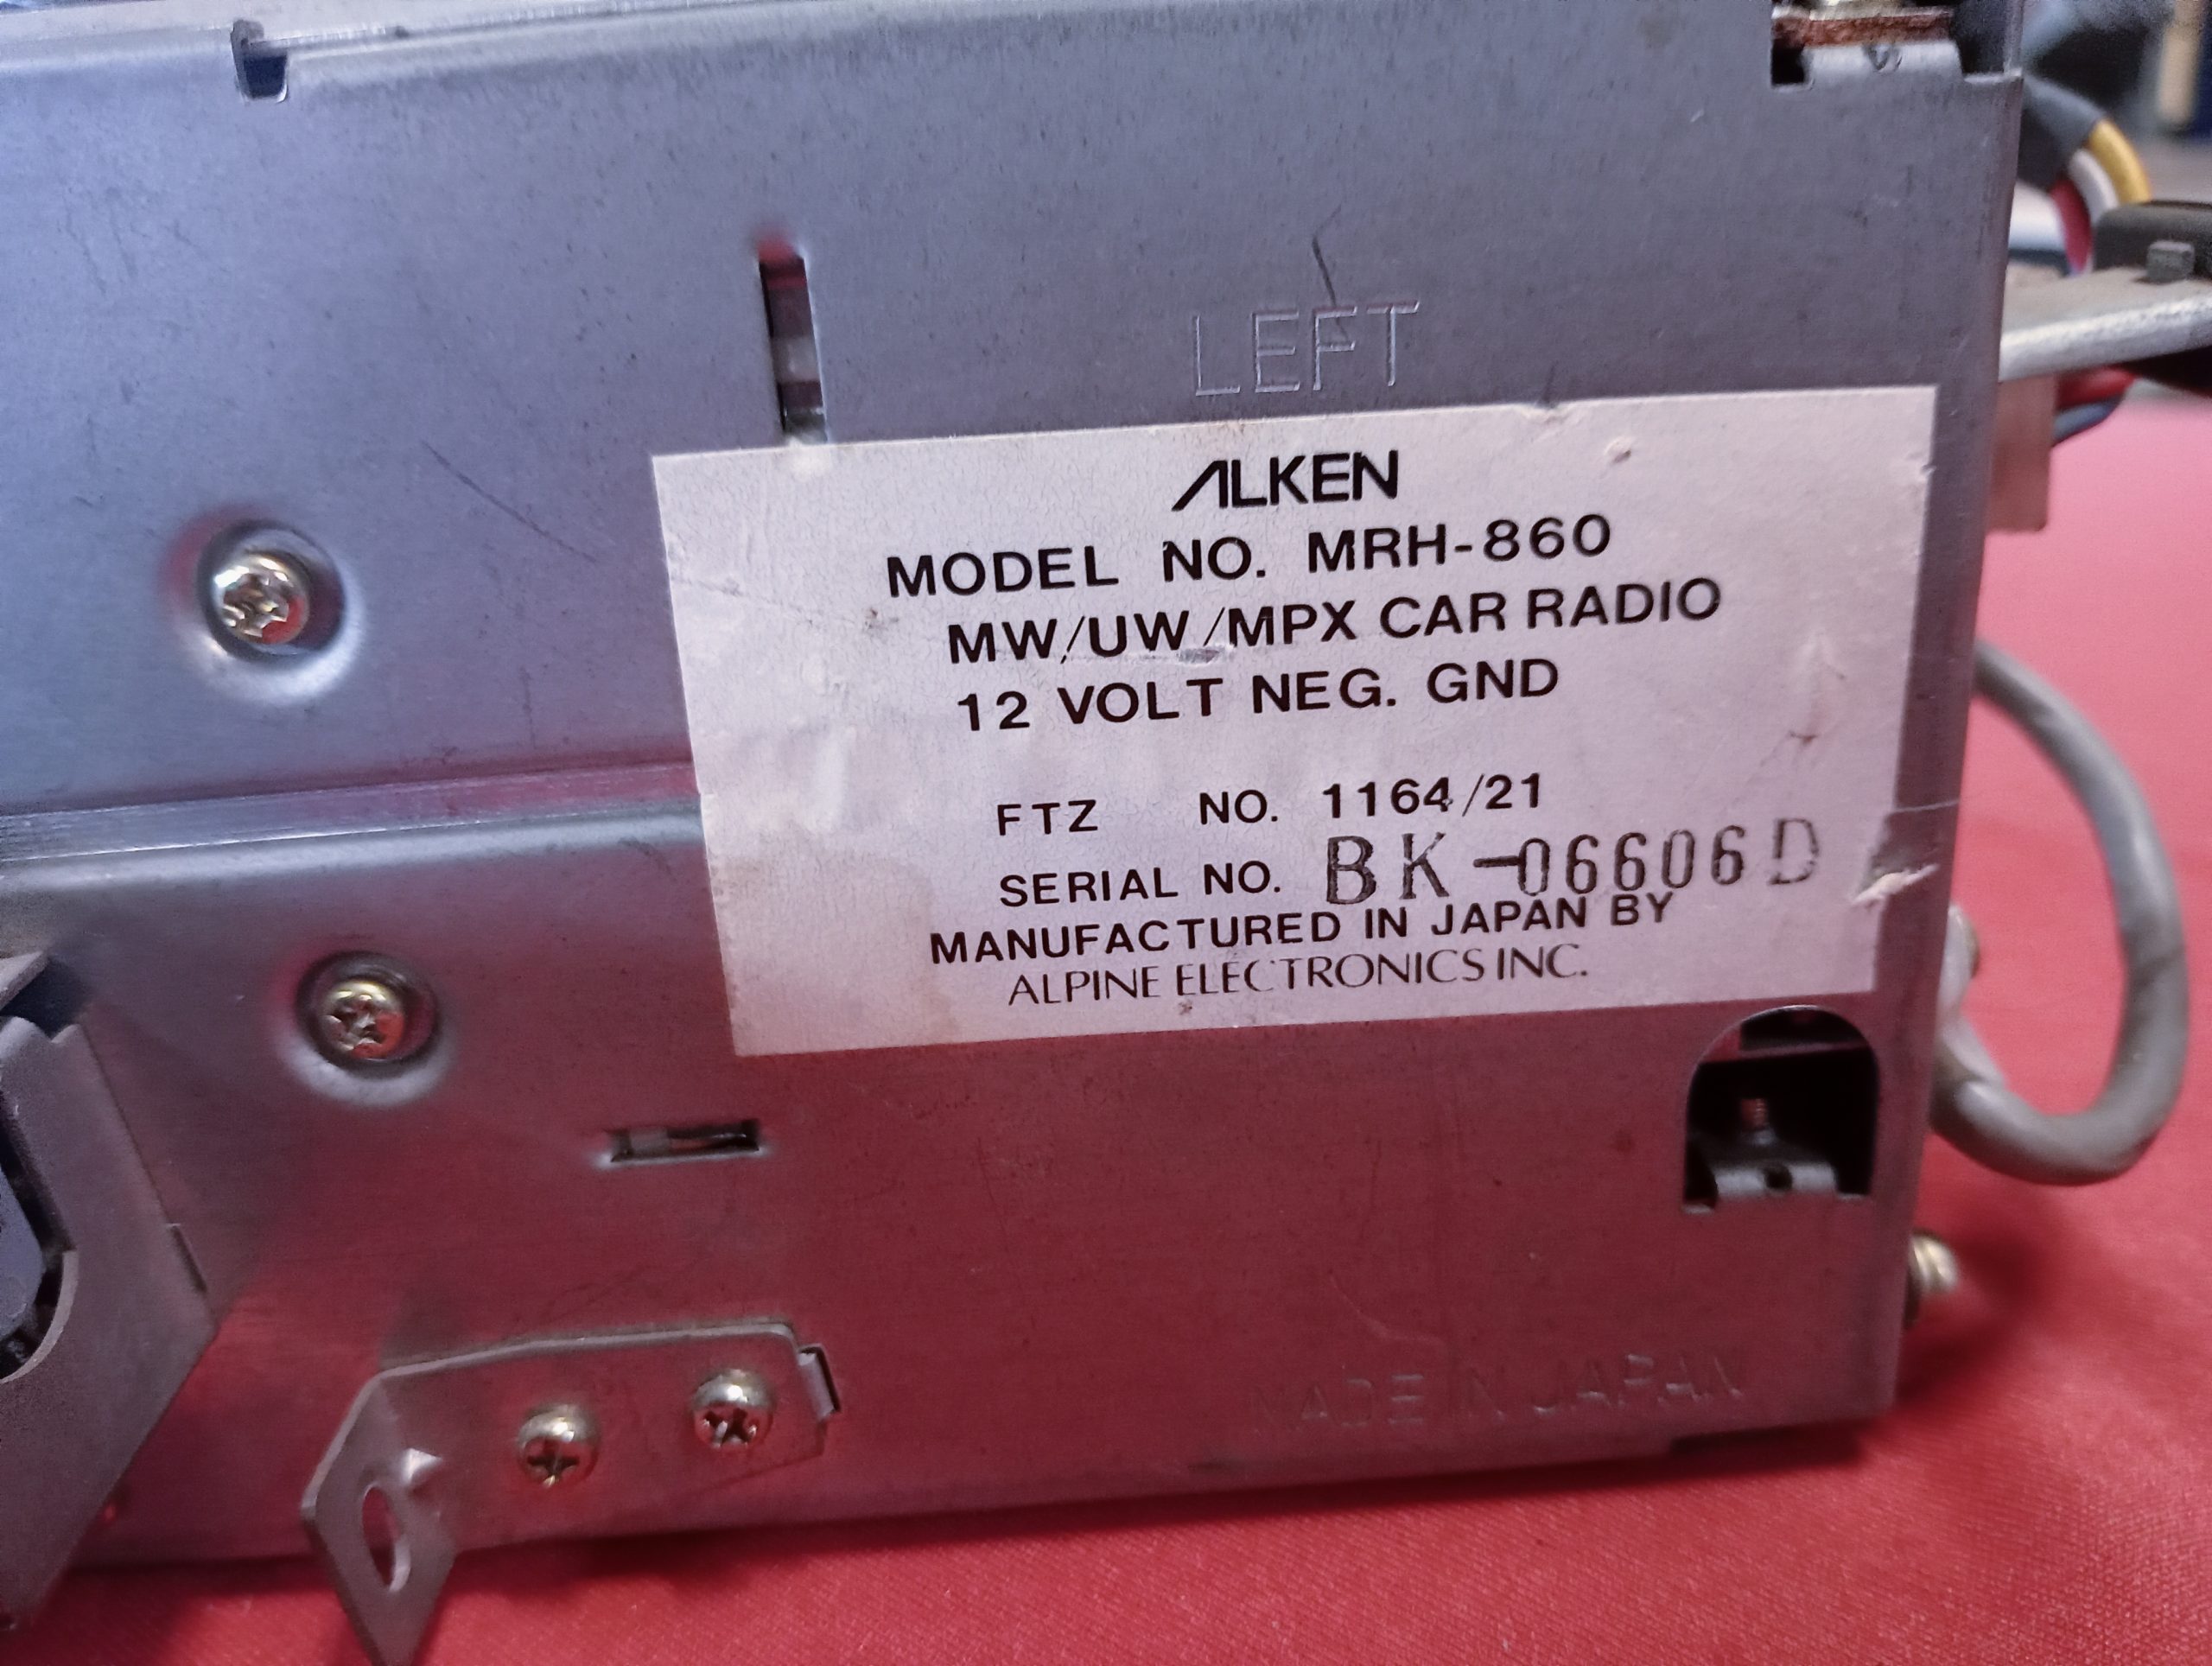 LEFT
ALKEN
MODEL NO. MRH-860
MW/UW/MPX CAR RADIO
12 VOLT NEG. GND
FTZ NO. 1164/21
SERIAL NO. BK-06606D
MANUFACTURED IN JAPAN BY
ALPINE ELECTRONICS INC.
MADE IN JAPAN